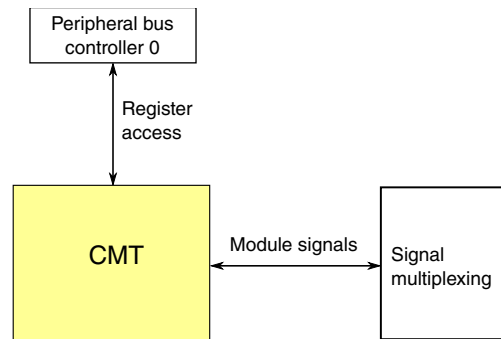 Peripheral bus
controller 0
Register
access
CMT
Module signals
Signal
multiplexing